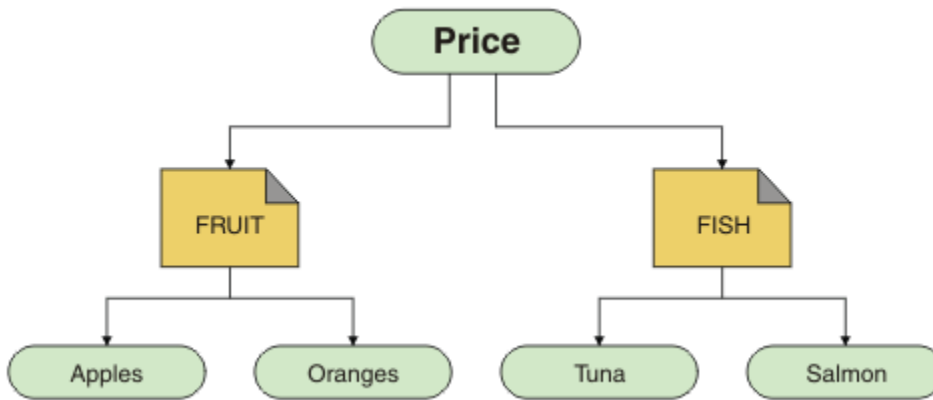 Price
FRUIT
FISH
Apples
Oranges
Tuna
Salmon